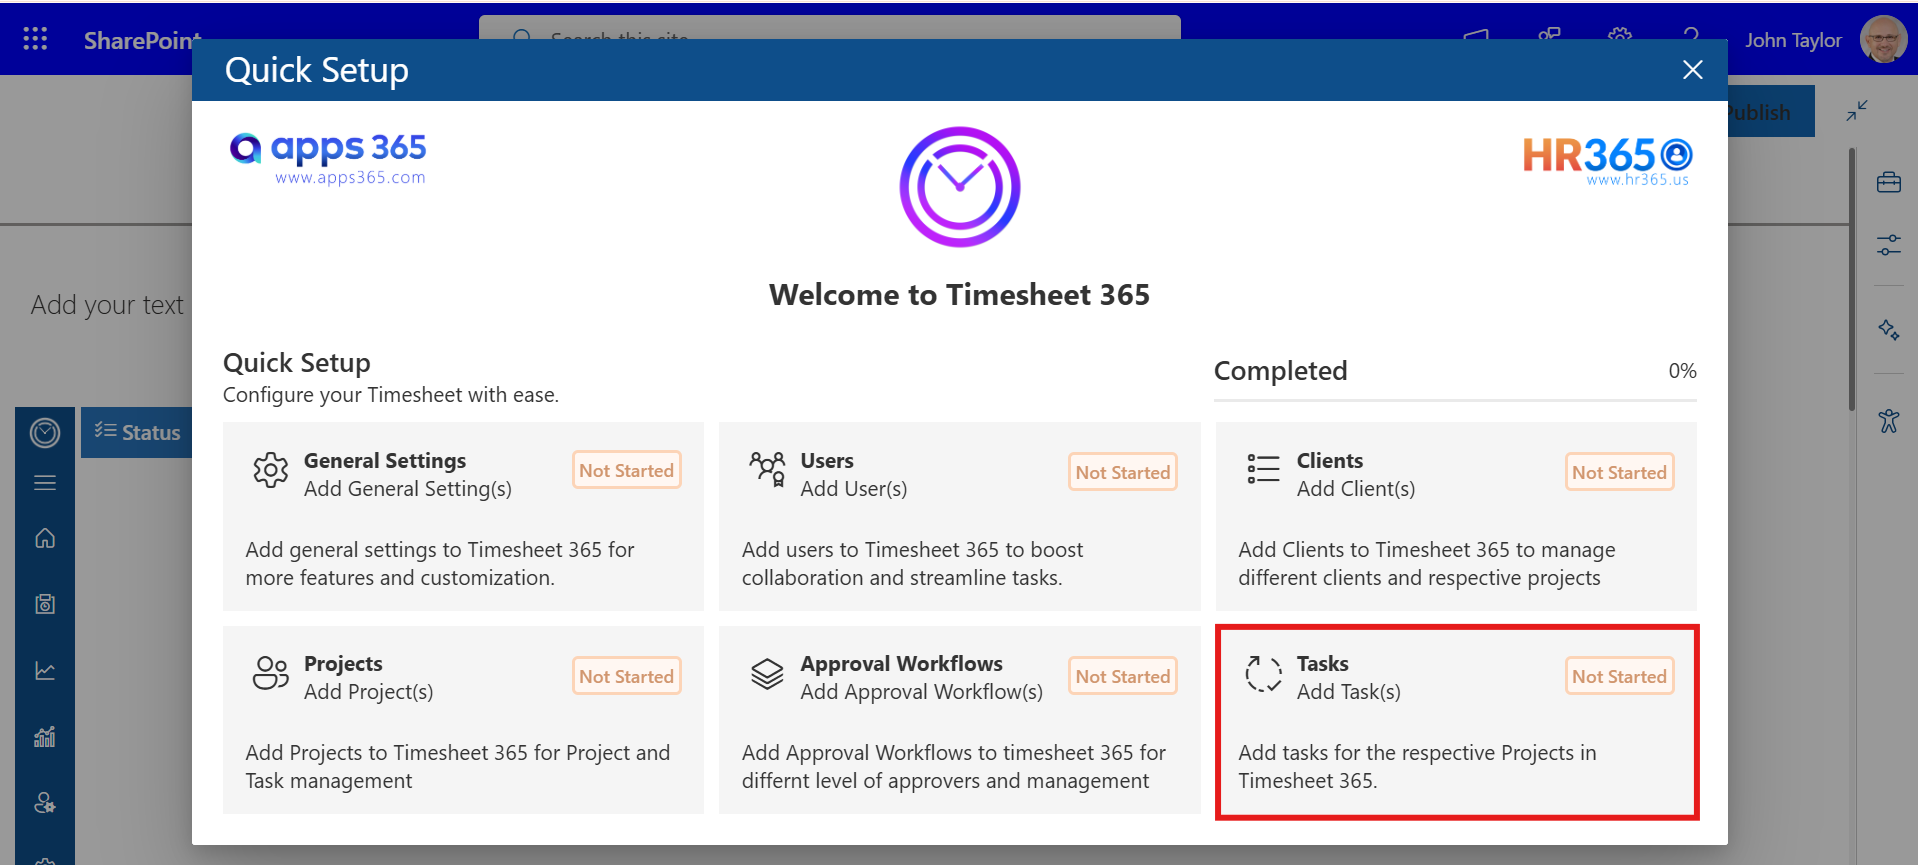 SharePoint
Search this site
John Taylor
Quick Setup
Publish
apps 365
www.apps365.com
HR365
www.hr365.us
Welcome to Timesheet 365
Add your text
Quick Setup
Configure your Timesheet with ease.
Completed
0%
Status
General Settings
Add General Setting(s)
Not Started
Add general settings to Timesheet 365 for
more features and customization.
Users
Add User(s)
Not Started
Add users to Timesheet 365 to boost
collaboration and streamline tasks.
Clients
Add Client(s)
Not Started
Add Clients to Timesheet 365 to manage
different clients and respective projects
Projects
Add Project(s)
Not Started
Add Projects to Timesheet 365 for Project and
Task management
Approval Workflows
Add Approval Workflow(s)
Not Started
Add Approval Workflows to timesheet 365 for
differnt level of approvers and management
Tasks
Add Task(s)
Not Started
Add tasks for the respective Projects in
Timesheet 365.